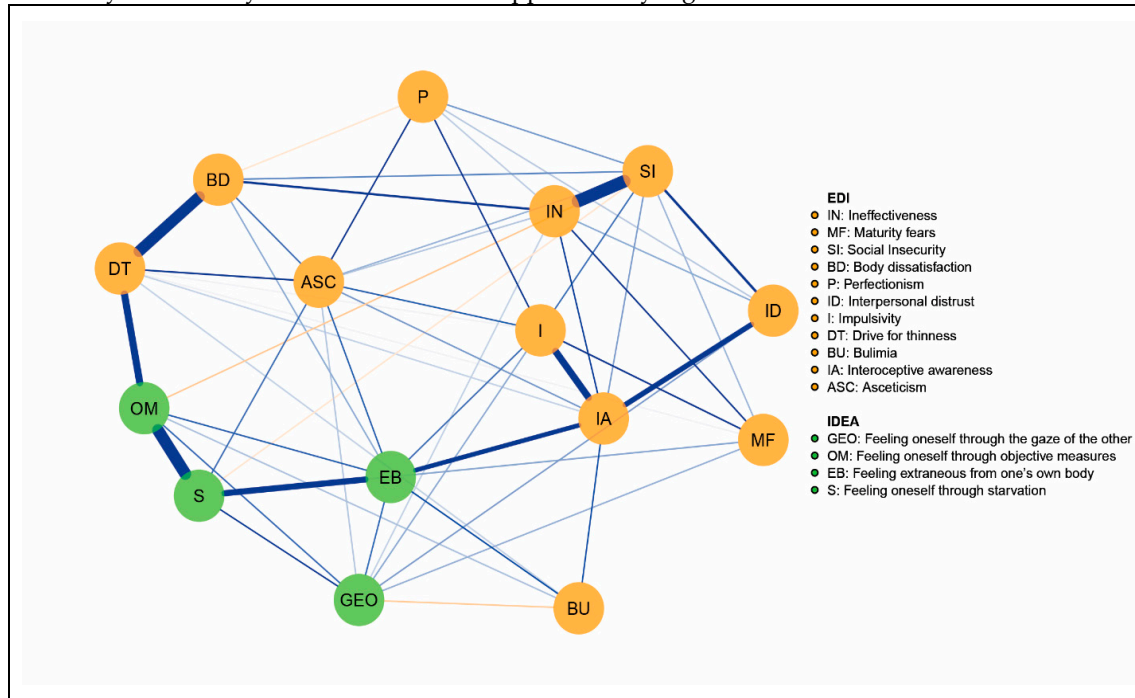 P
SI
BD
IN
DT
ASC
I
ID
OM
IA
MF
EB
S
GEO
BU
EDI
IN: Ineffectiveness
MF: Maturity fears
SI: Social Insecurity
BD: Body dissatisfaction
P: Perfectionism
ID: Interpersonal distrust
I: Impulsivity
DT: Drive for thinness
BU: Bulimia
IA: Interoceptive awareness
ASC: Asceticism
IDEA
GEO: Feeling oneself through the gaze of the other
OM: Feeling oneself through objective measures
EB: Feeling extraneous from one's own body
S: Feeling oneself through starvation